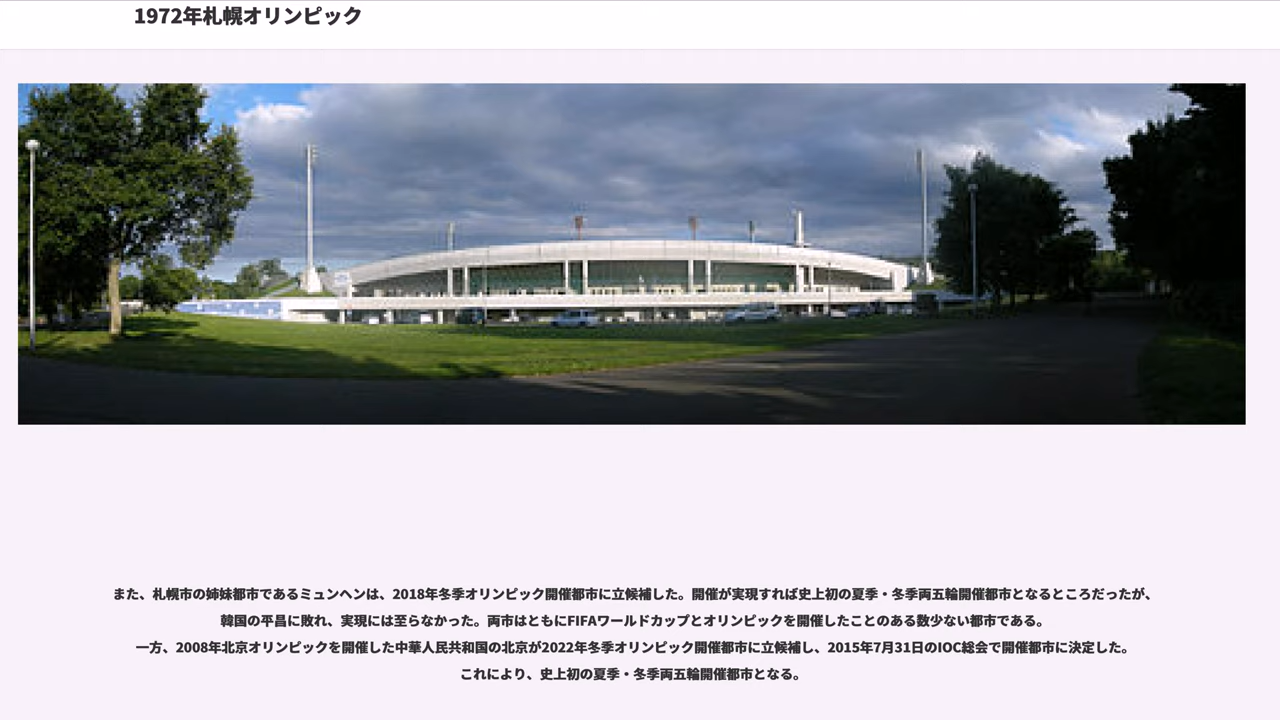 1972年札幌オリンピック
また、札幌市の姉妹都市であるミュンヘンは、2018年冬季オリンピック開催都市に立候補した。開催が実現すれば史上初の夏季・冬季両五輪開催都市となるところだったが、
韓国の平昌に敗れ、実現には至らなかった。両市はともにFIFAワールドカップとオリンピックを開催したことのある数少ない都市である。
一方、2008年北京オリンピックを開催した中華人民共和国の北京が2022年冬季オリンピック開催都市に立候補し、2015年7月31日のIOC総会で開催都市に決定した。
これにより、史上初の夏季・冬季両五輪開催都市となる。